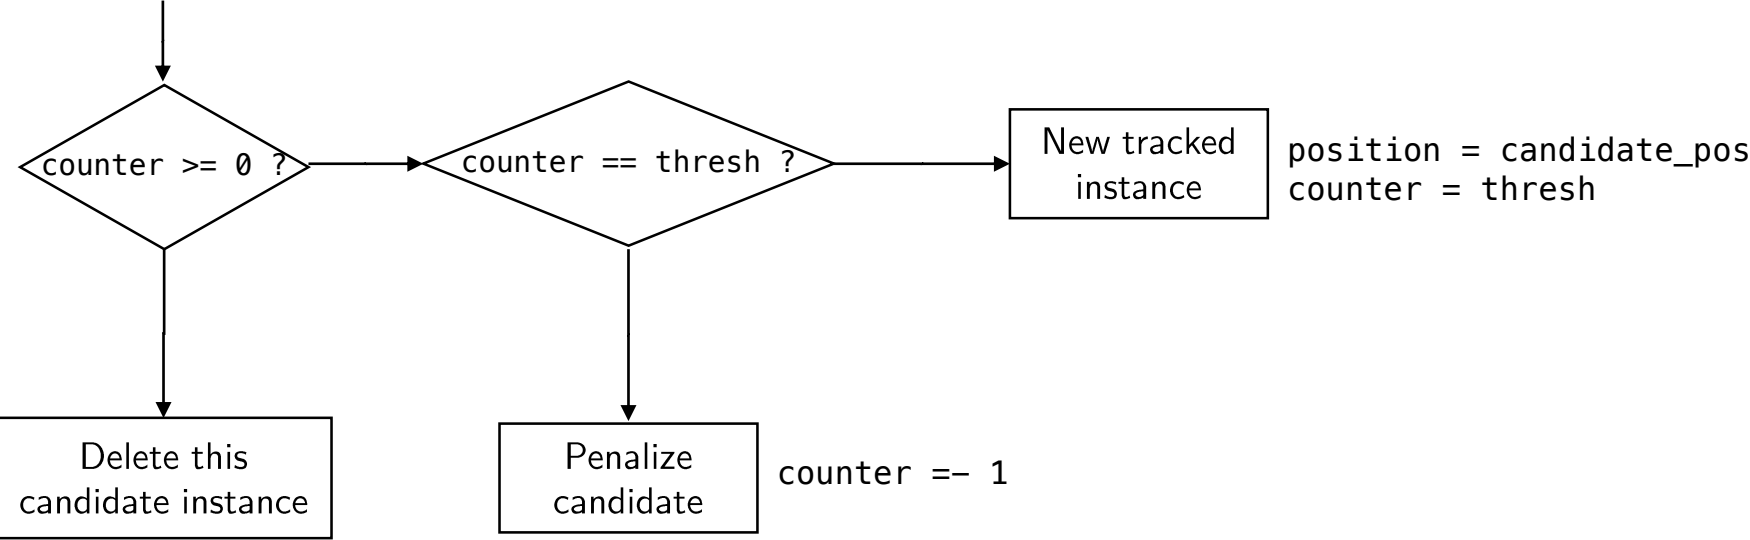 counter >= 0 ?
counter == thresh ?
New tracked
instance
position = candidate_pos
counter = thresh
Delete this
candidate instance
Penalize
candidate
counter =− 1